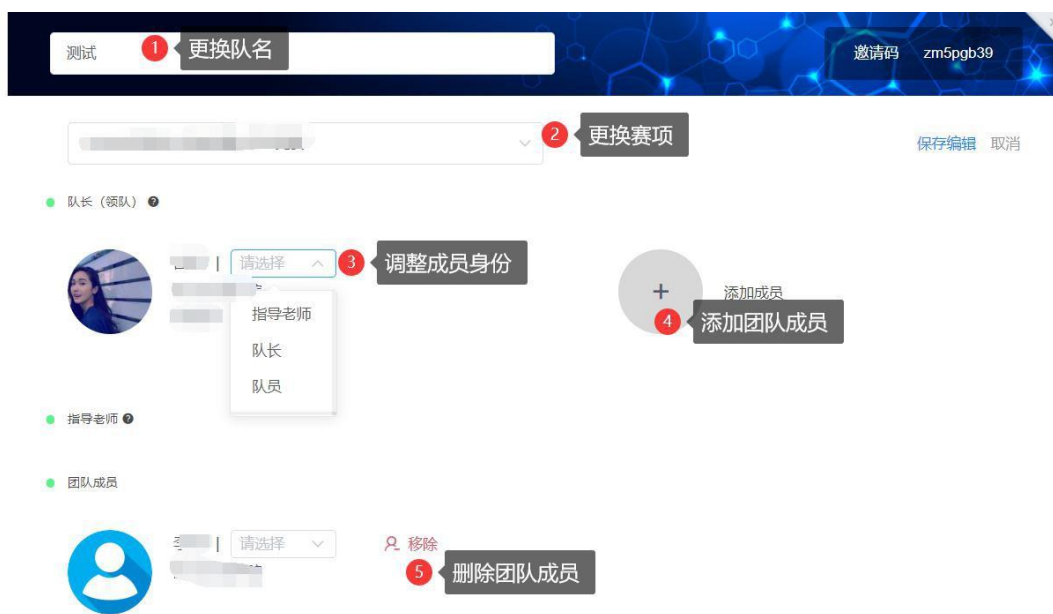 测试
1 更换队名
邀请码 zm5pgb39
2 更换赛项
保存编辑 取消
队长（领队）
| 请选择
3 调整成员身份
指导老师
队长
队员
+ 添加成员
4 添加团队成员
指导老师
团队成员
| 请选择
移除
5 删除团队成员